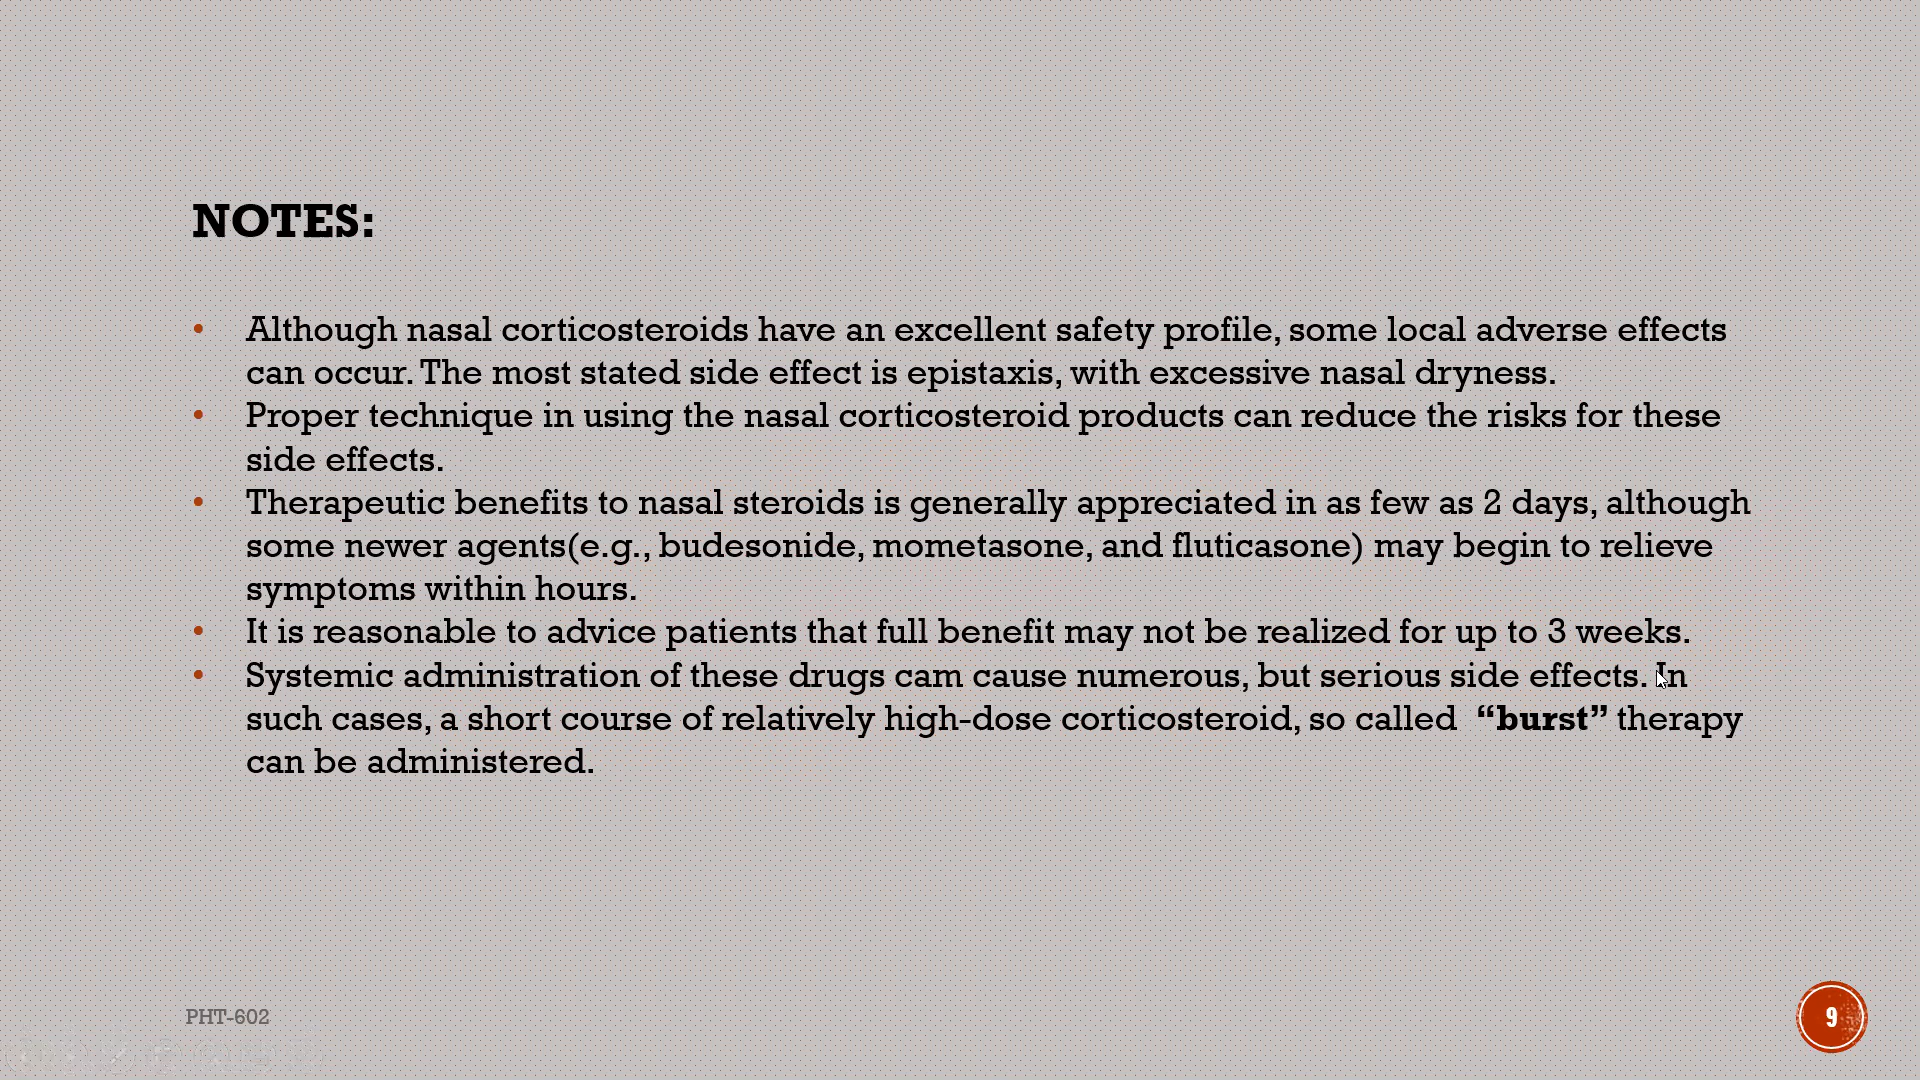 NOTES:
• Although nasal corticosteroids have an excellent safety profile, some local adverse effects
can occur. The most stated side effect is epistaxis, with excessive nasal dryness.
• Proper technique in using the nasal corticosteroid products can reduce the risks for these
side effects.
• Therapeutic benefits to nasal steroids is generally appreciated in as few as 2 days, although
some newer agents(e.g., budesonide, mometasone, and fluticasone) may begin to relieve
symptoms within hours.
• It is reasonable to advice patients that full benefit may not be realized for up to 3 weeks.
• Systemic administration of these drugs cam cause numerous, but serious side effects. In
such cases, a short course of relatively high-dose corticosteroid, so called “burst” therapy
can be administered.
PHT-602
9